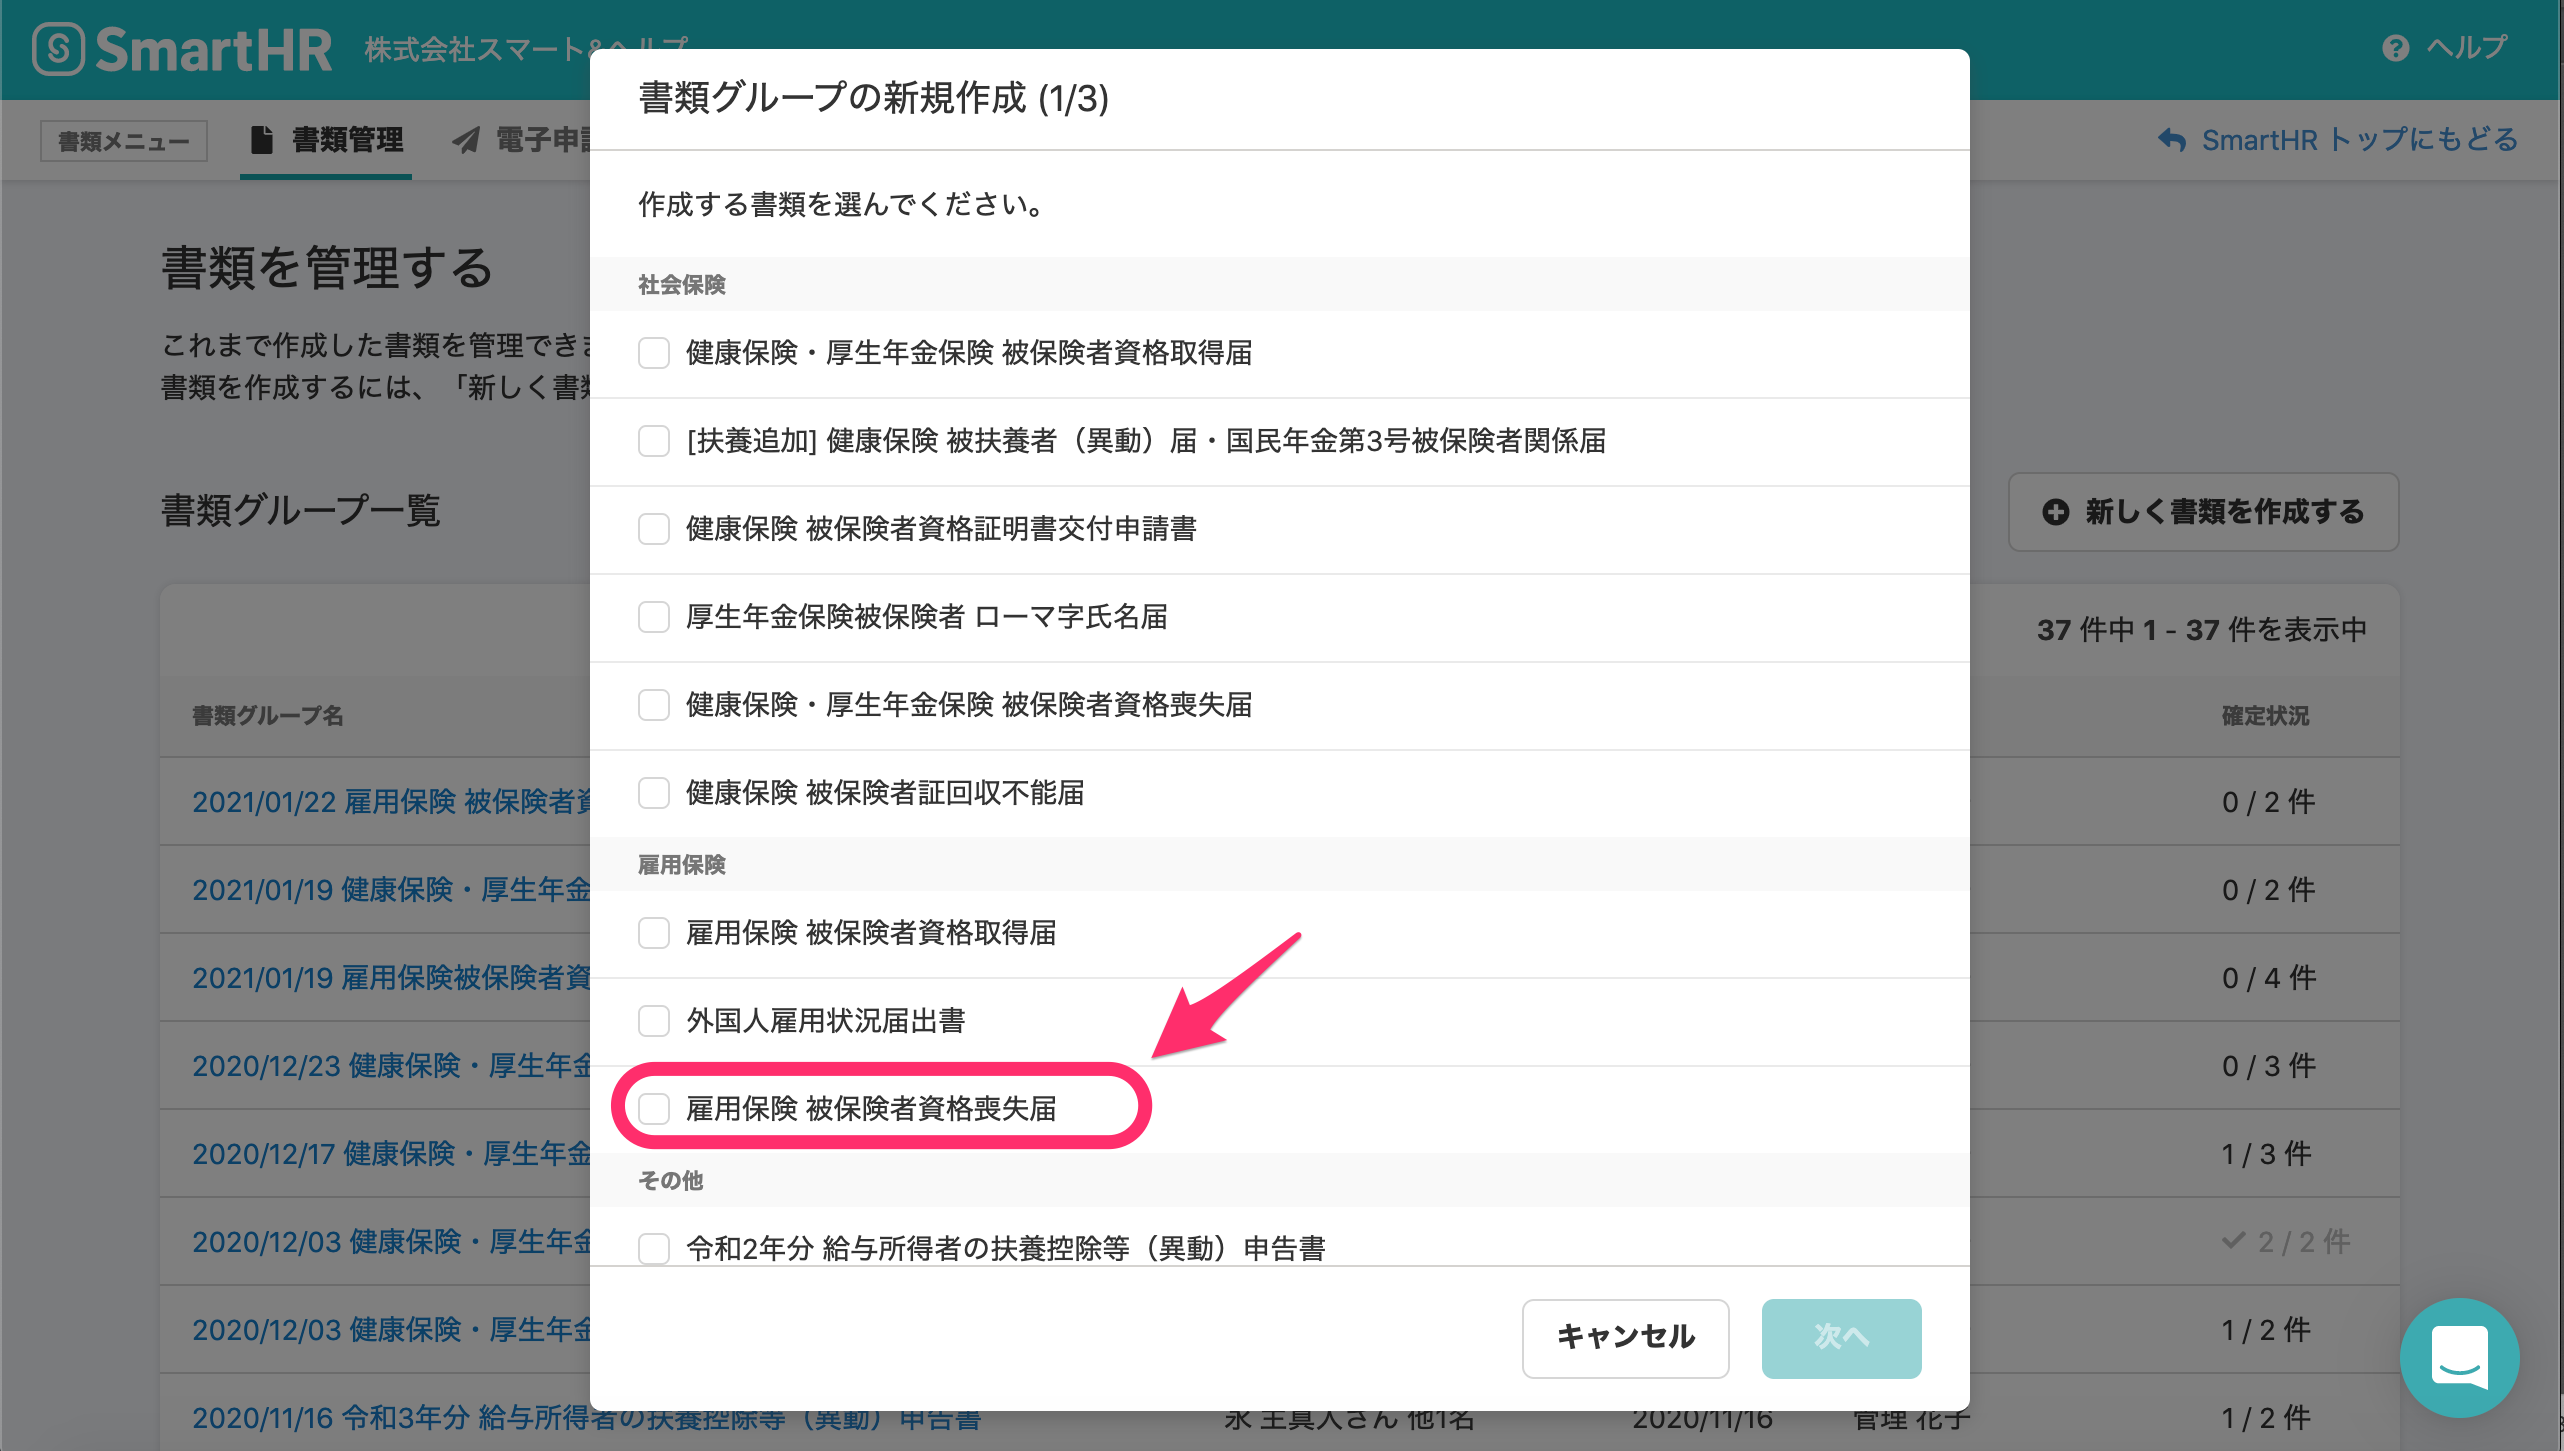 SmartHR 株式会社スマート&ヘルプ
ヘルプ
書類メニュー 書類管理 電子申
SmartHR トップにもどる
書類を管理する
これまで作成した書類を管理でき
書類を作成するには、「新しく書
書類グループ一覧
新しく書類を作成する
37 件中 1 - 37 件を表示中
書類グループ名
確定状況
2021/01/22 雇用保険 被保険者
0 / 2 件
2021/01/19 健康保険・厚生年金
0 / 2 件
2021/01/19 雇用保険被保険者資
0 / 4 件
2020/12/23 健康保険・厚生年金
0 / 3 件
2020/12/17 健康保険・厚生年金
1 / 3 件
2020/12/03 健康保険・厚生年金
2 / 2 件
2020/12/03 健康保険・厚生年金
1 / 2 件
2020/11/16 令和3年分 給与所得者の扶養控除等（異動）申告書
2020/11/16 管理 花子 1 / 2 件
書類グループの新規作成 (1/3)
作成する書類を選んでください。
社会保険
健康保険・厚生年金保険 被保険者資格取得届
[扶養追加] 健康保険 被扶養者（異動）届・国民年金第3号被保険者関係届
健康保険 被保険者資格証明書交付申請書
厚生年金保険被保険者 ローマ字氏名届
健康保険・厚生年金保険 被保険者資格喪失届
健康保険 被保険者証回収不能届
雇用保険
雇用保険 被保険者資格取得届
外国人雇用状況届出書
雇用保険 被保険者資格喪失届
その他
令和2年分 給与所得者の扶養控除等（異動）申告書
キャンセル
次へ